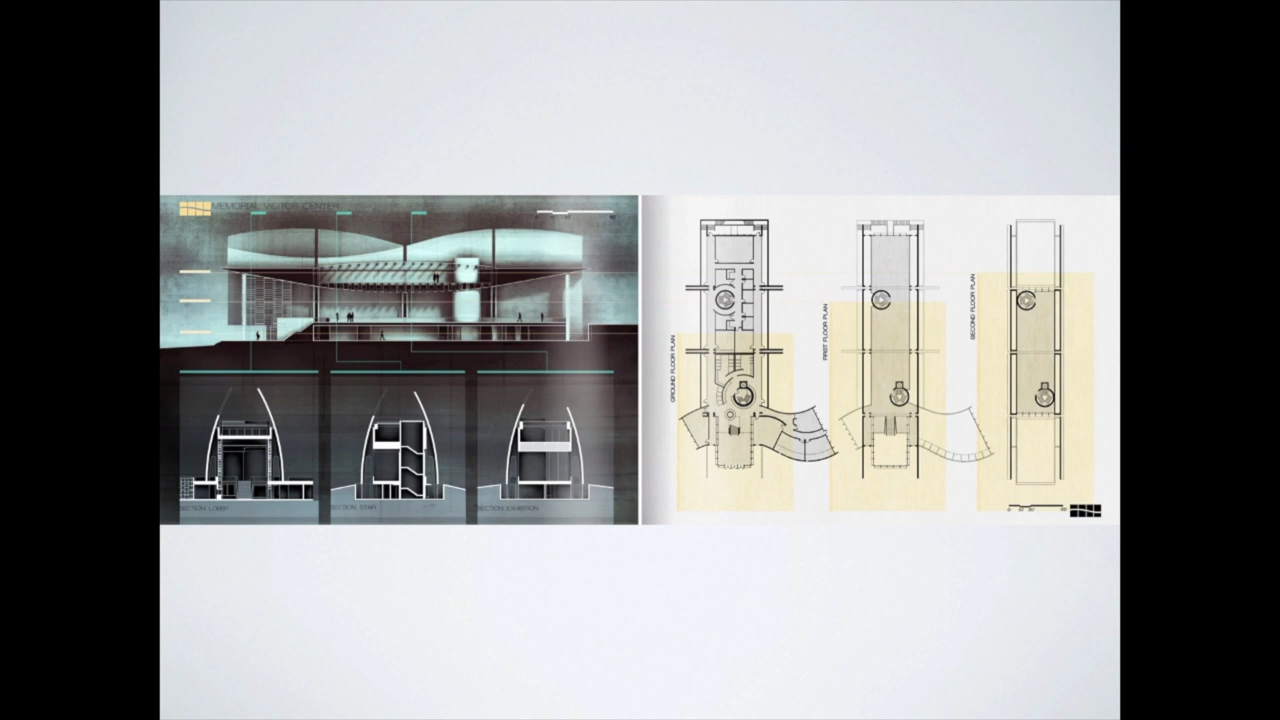 MEMORIAL VISITOR CENTER
SECTION LOBBY
SECTION STAIR
SECTION EXHIBITION
GROUND FLOOR PLAN
FIRST FLOOR PLAN
SECOND FLOOR PLAN